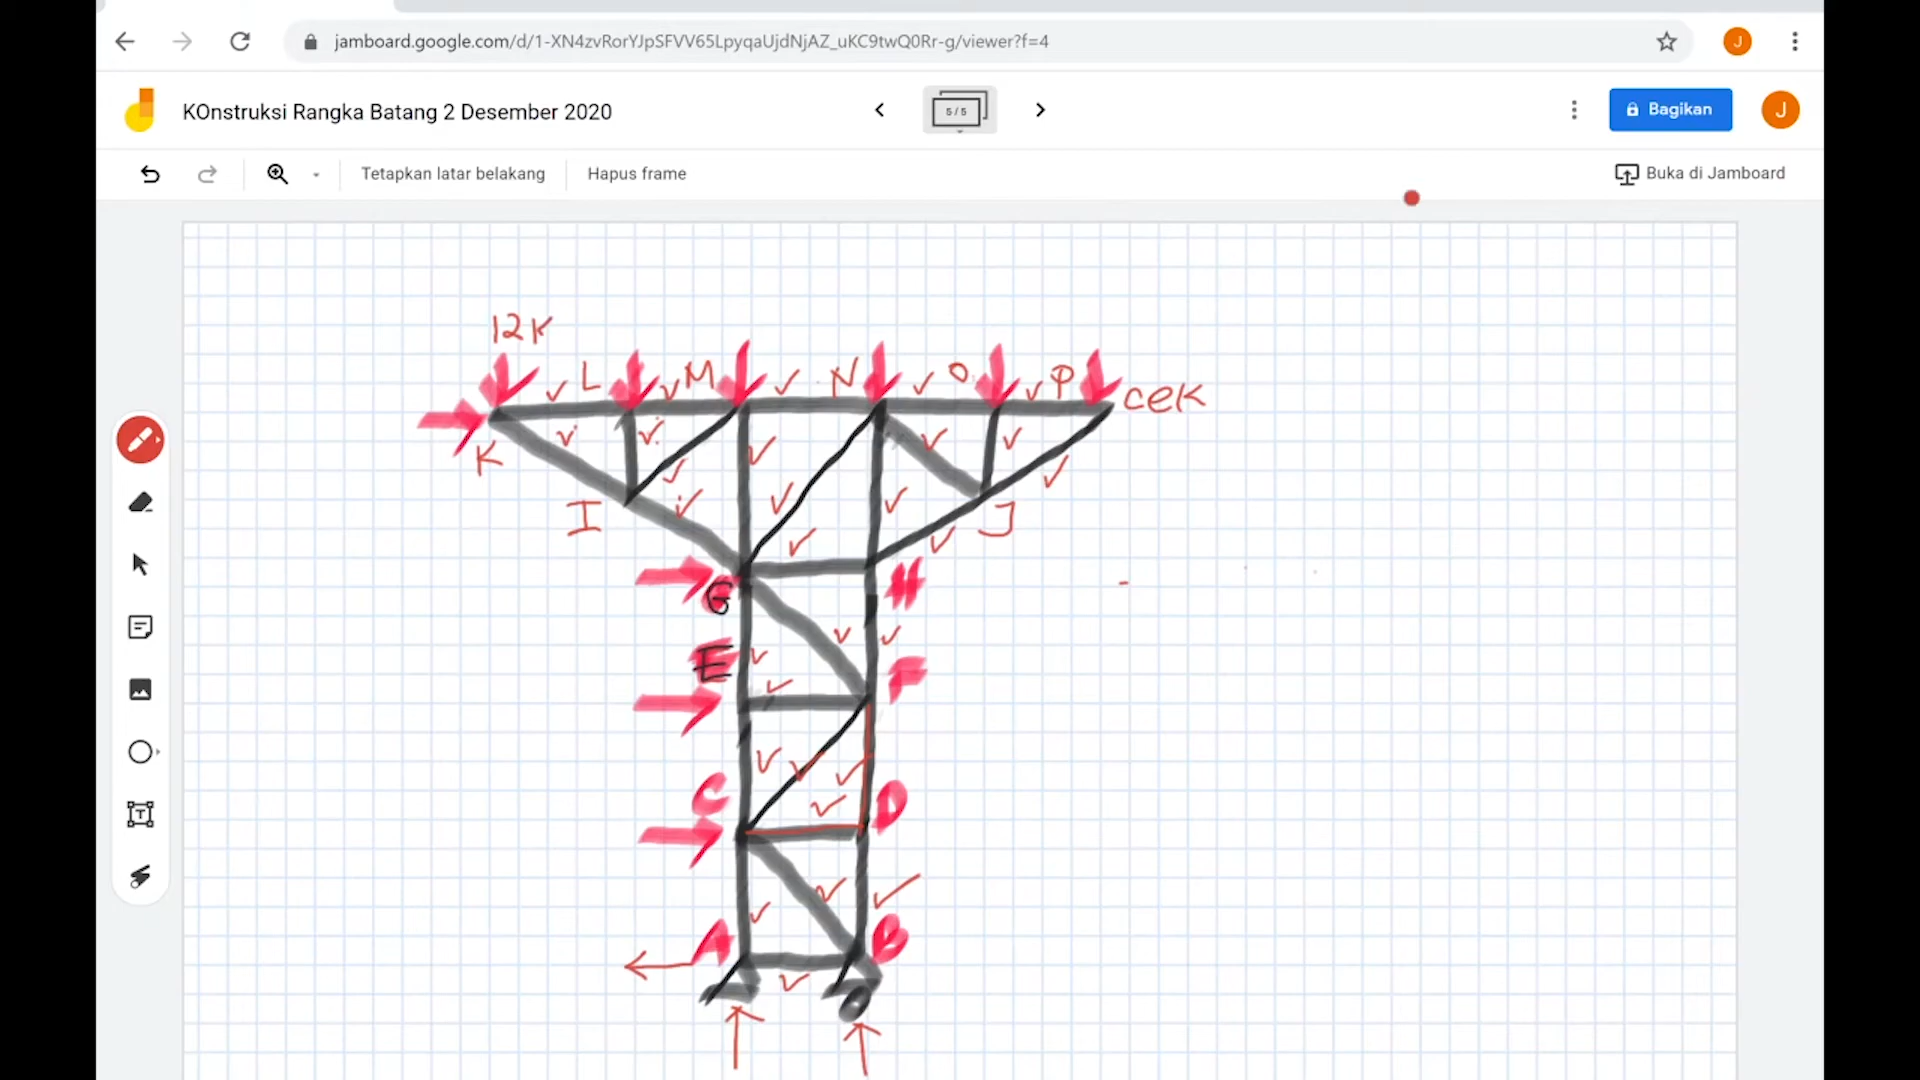 jamboard.google.com/d/1-XN4zvRorYJpSFVV65LpyqaUjdNjAZ_uKC9twQ0Rr-g/viewer?f=4
J
KOnstruksi Rangka Batang 2 Desember 2020
5 / 5
Bagikan
J
Tetapkan latar belakang
Hapus frame
Buka di Jamboard
12K
L M N O P
cek
K
I
J
G
H
E
F
C
D
A
B